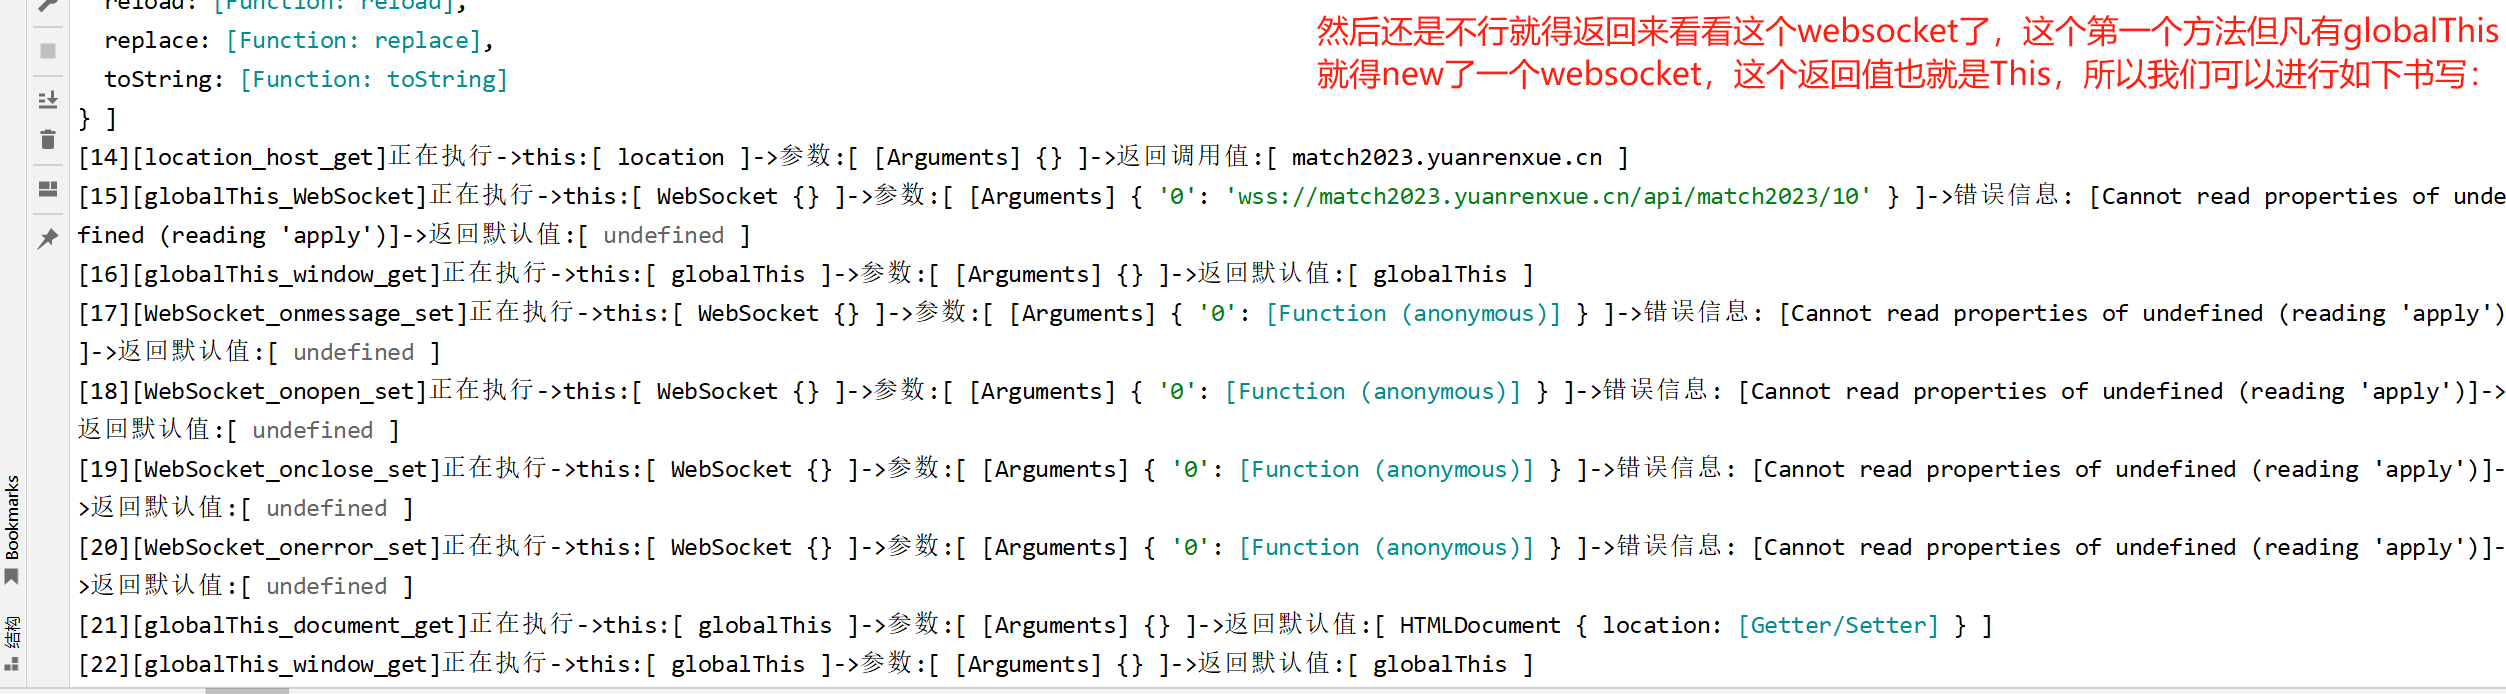 reload: [Function: reload],
replace: [Function: replace],
toString: [Function: toString]
} ]
然后还是不行就得返回来看看这个websocket了，这个第一个方法但凡有globalThis
就得new了一个websocket，这个返回值也就是This，所以我们可以进行如下书写：
[14][location_host_get]正在执行->this:[ location ]->参数:[ [Arguments] {} ]->返回调用值:[ match2023.yuanrenxue.cn ]
[15][globalThis_WebSocket]正在执行->this:[ WebSocket {} ]->参数:[ [Arguments] { '0': 'wss://match2023.yuanrenxue.cn/api/match2023/10' } ]->错误信息: [Cannot read properties of unde
fined (reading 'apply')]->返回默认值:[ undefined ]
[16][globalThis_window_get]正在执行->this:[ globalThis ]->参数:[ [Arguments] {} ]->返回默认值:[ globalThis ]
[17][WebSocket_onmessage_set]正在执行->this:[ WebSocket {} ]->参数:[ [Arguments] { '0': [Function (anonymous)] } ]->错误信息: [Cannot read properties of undefined (reading 'apply')
]->返回默认值:[ undefined ]
[18][WebSocket_onopen_set]正在执行->this:[ WebSocket {} ]->参数:[ [Arguments] { '0': [Function (anonymous)] } ]->错误信息: [Cannot read properties of undefined (reading 'apply')]->
返回默认值:[ undefined ]
[19][WebSocket_onclose_set]正在执行->this:[ WebSocket {} ]->参数:[ [Arguments] { '0': [Function (anonymous)] } ]->错误信息: [Cannot read properties of undefined (reading 'apply')]-
>返回默认值:[ undefined ]
[20][WebSocket_onerror_set]正在执行->this:[ WebSocket {} ]->参数:[ [Arguments] { '0': [Function (anonymous)] } ]->错误信息: [Cannot read properties of undefined (reading 'apply')]-
>返回默认值:[ undefined ]
[21][globalThis_document_get]正在执行->this:[ globalThis ]->参数:[ [Arguments] {} ]->返回默认值:[ HTMLDocument { location: [Getter/Setter] } ]
[22][globalThis_window_get]正在执行->this:[ globalThis ]->参数:[ [Arguments] {} ]->返回默认值:[ globalThis ]
Bookmarks
结构